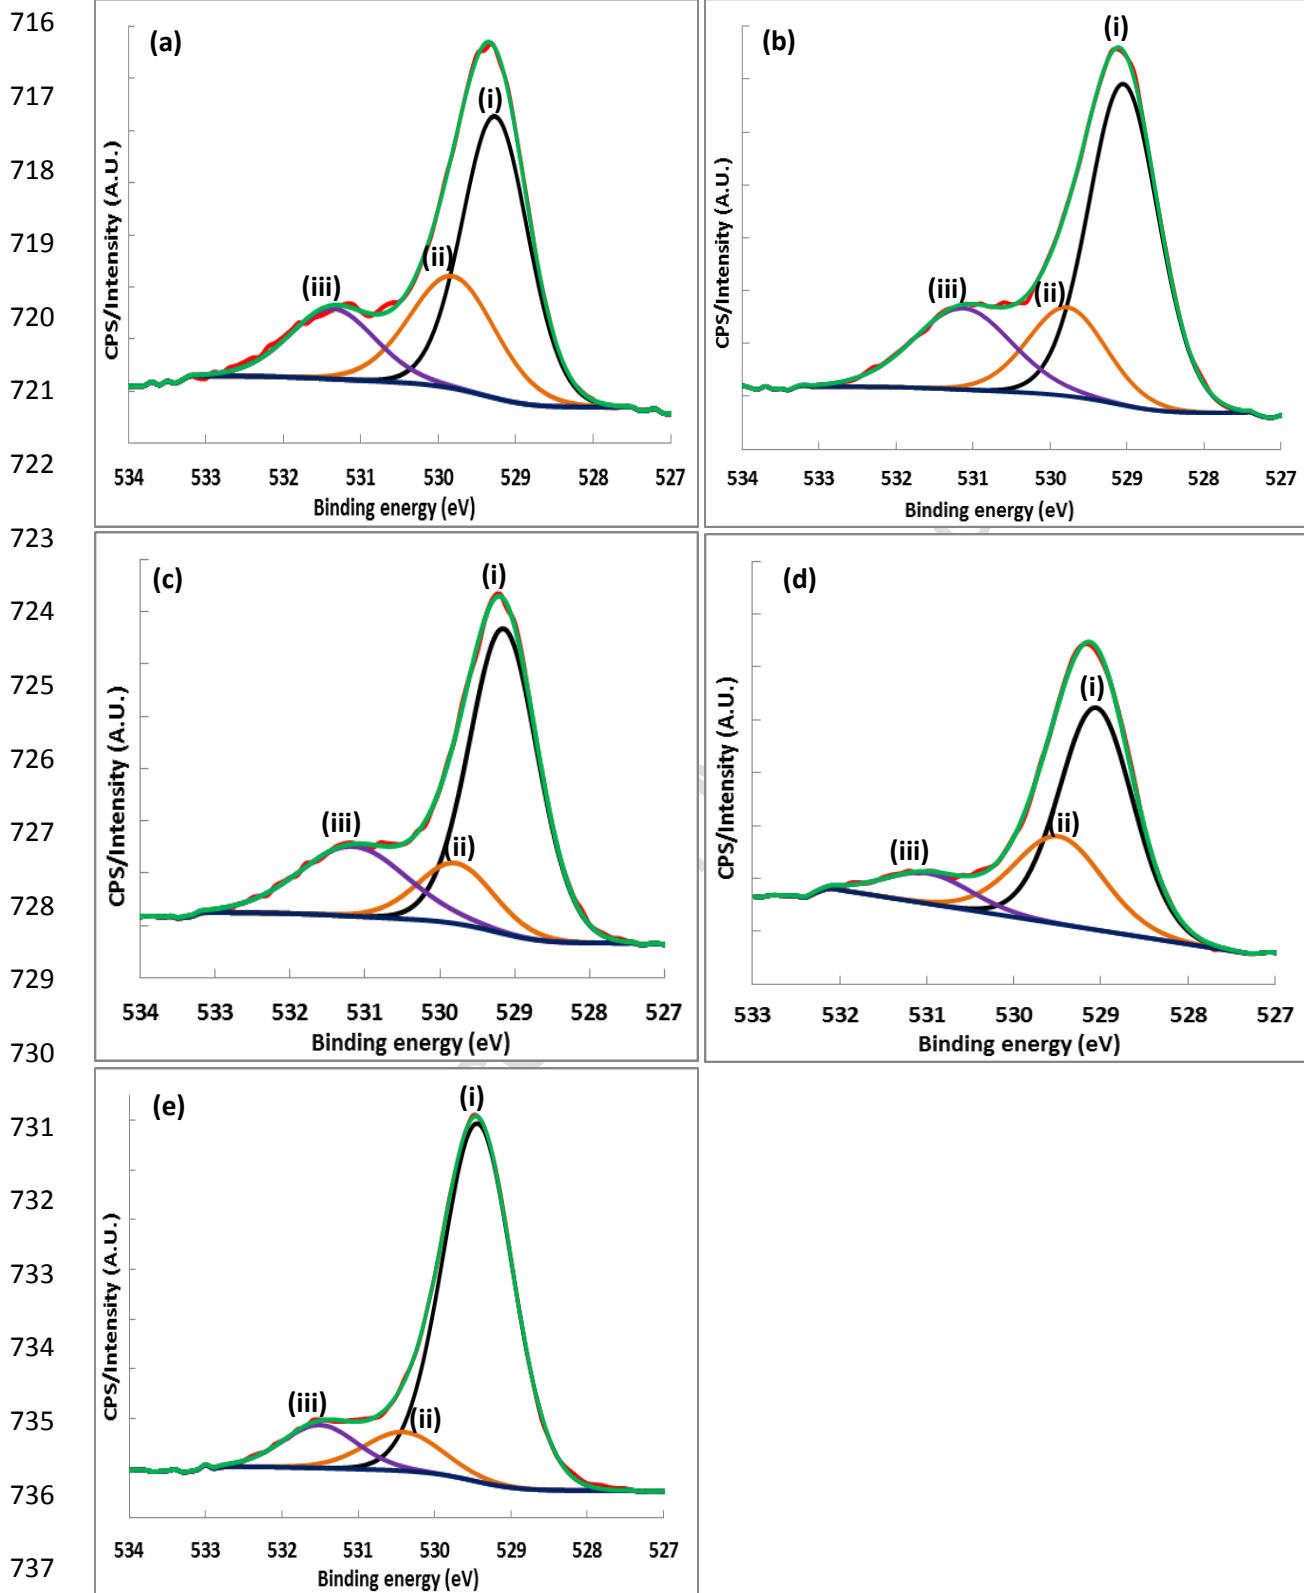 716
717
718
719
720
721
722
723
724
725
726
727
728
729
730
731
732
733
734
735
736
737
(a)
(i)
(ii)
(iii)
CPS/Intensity (A.U.)
534 533 532 531 530 529 528 527
Binding energy (eV)
(b)
(i)
(ii)
(iii)
CPS/Intensity (A.U.)
534 533 532 531 530 529 528 527
Binding energy (eV)
(c)
(i)
(iii)
(ii)
CPS/Intensity (A.U.)
534 533 532 531 530 529 528 527
Binding energy (eV)
(d)
(i)
(ii)
(iii)
CPS/Intensity (A.U.)
533 532 531 530 529 528 527
Binding energy (eV)
(e)
(i)
(iii)
(ii)
CPS/Intensity (A.U.)
534 533 532 531 530 529 528 527
Binding energy (eV)